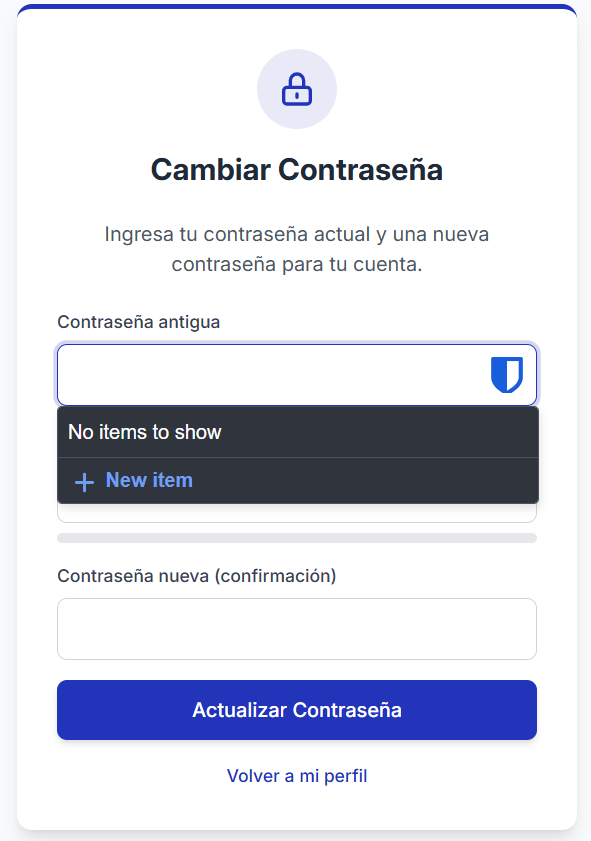 Cambiar Contraseña
Ingresa tu contraseña actual y una nueva
contraseña para tu cuenta.
Contraseña antigua
No items to show
New item
Contraseña nueva (confirmación)
Actualizar Contraseña
Volver a mi perfil